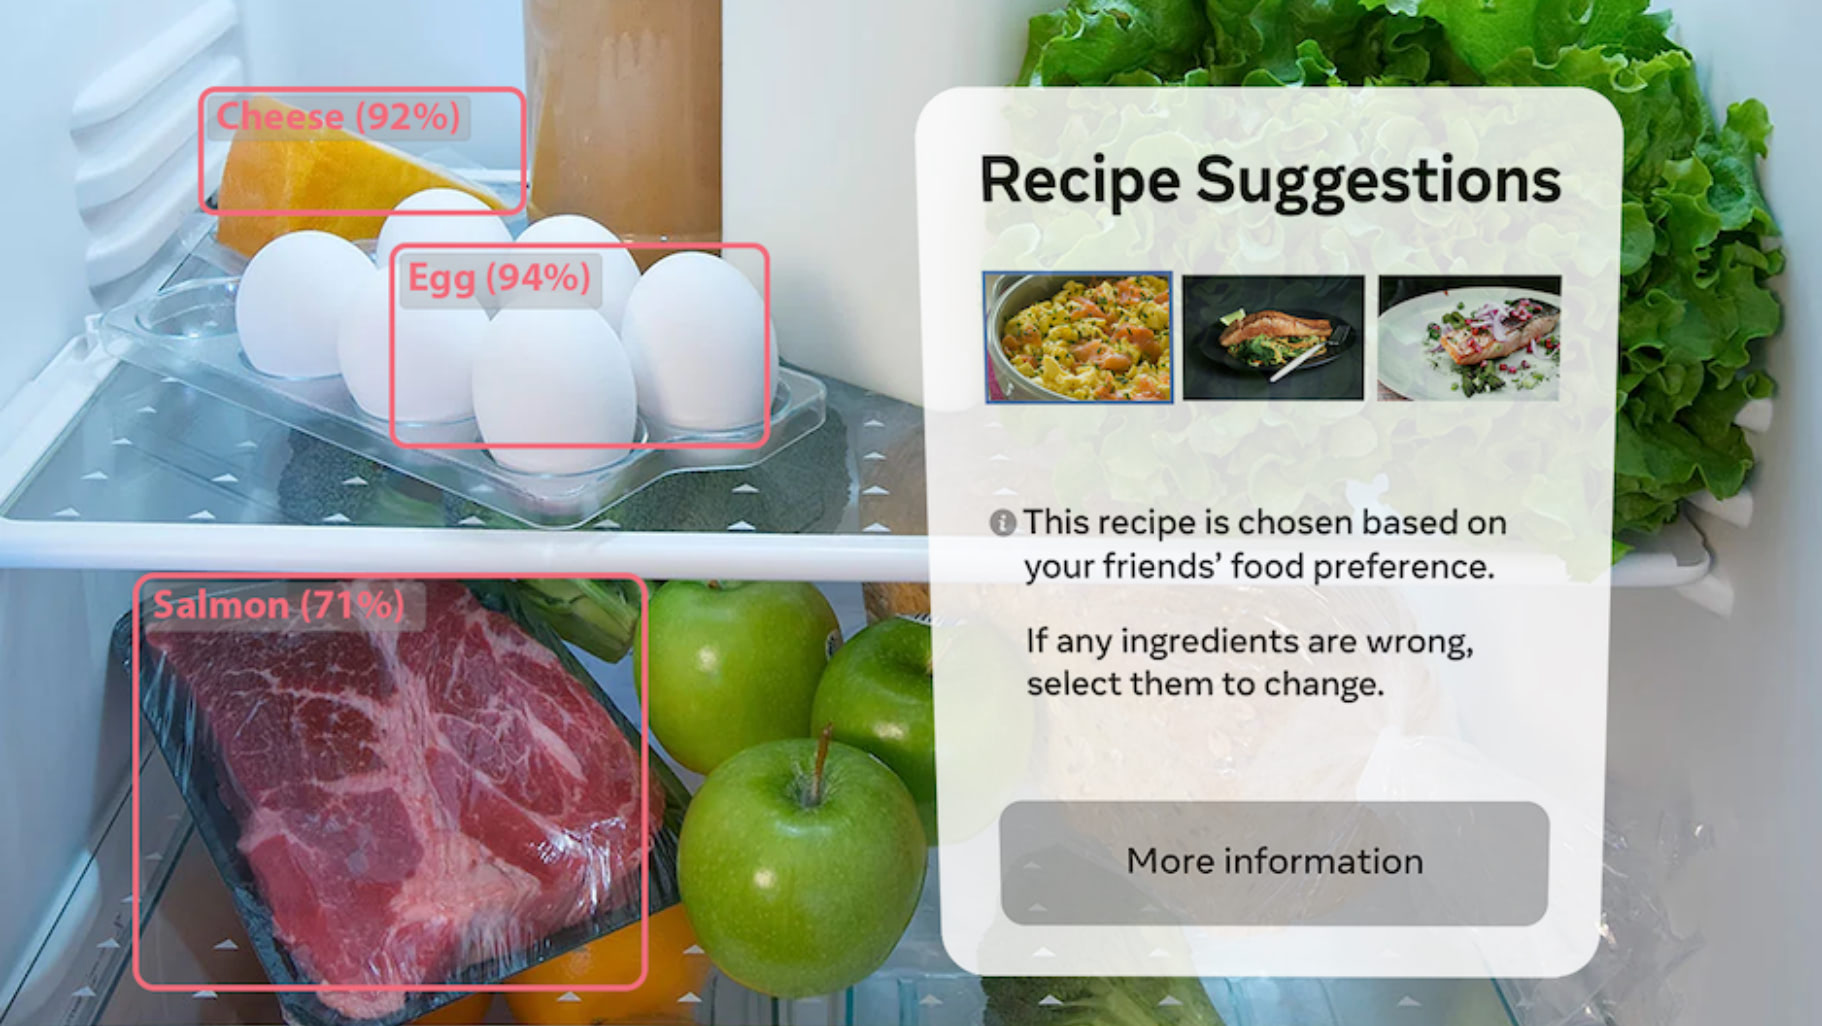 Cheese (92%)
Egg (94%)
Salmon (71%)
Recipe Suggestions
This recipe is chosen based on
your friends’ food preference.
If any ingredients are wrong,
select them to change.
More information